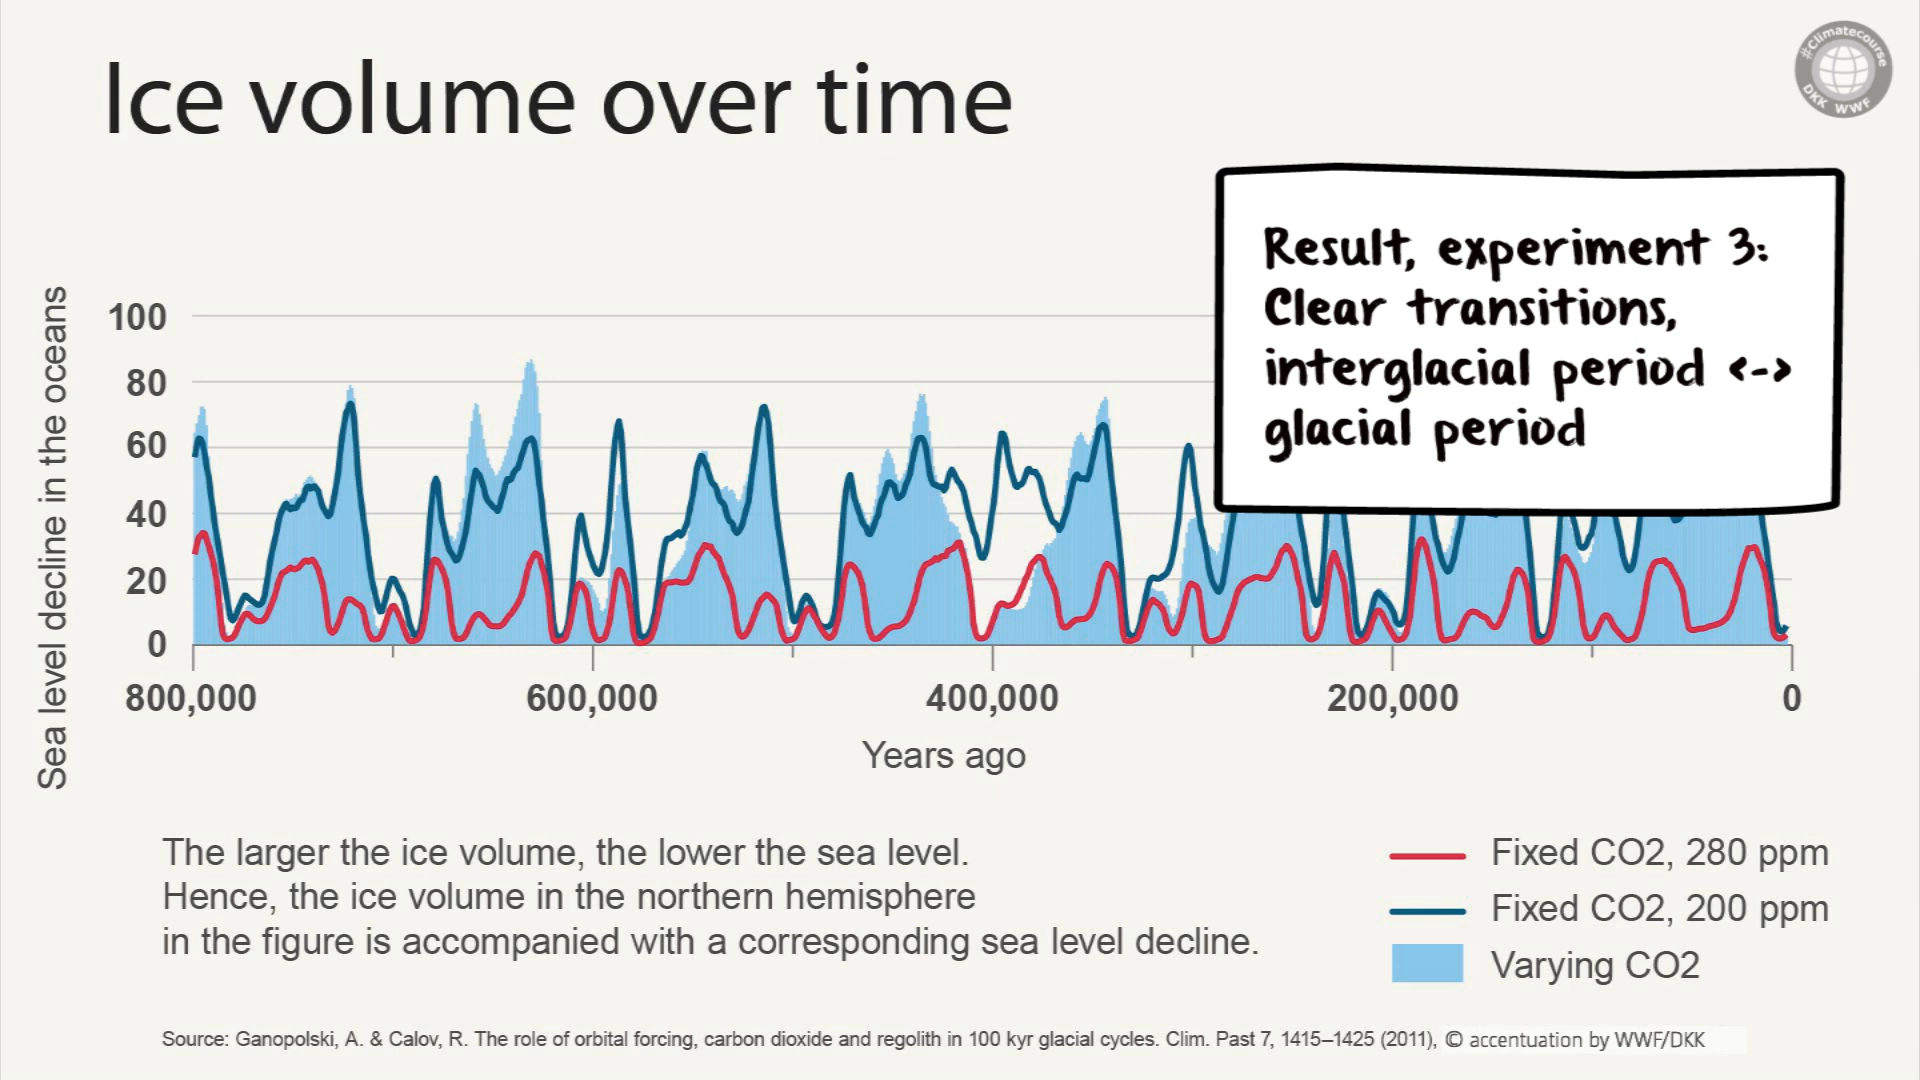 Ice volume over time
#Climatecourse
DKK WWF
Result, experiment 3:
Clear transitions,
interglacial period <->
glacial period
Sea level decline in the oceans
100
80
60
40
20
0
800,000
600,000
400,000
200,000
0
Years ago
The larger the ice volume, the lower the sea level.
Hence, the ice volume in the northern hemisphere
in the figure is accompanied with a corresponding sea level decline.
Fixed CO2, 280 ppm
Fixed CO2, 200 ppm
Varying CO2
Source: Ganopolski, A. & Calov, R. The role of orbital forcing, carbon dioxide and regolith in 100 kyr glacial cycles. Clim. Past 7, 1415–1425 (2011), © accentuation by WWF/DKK